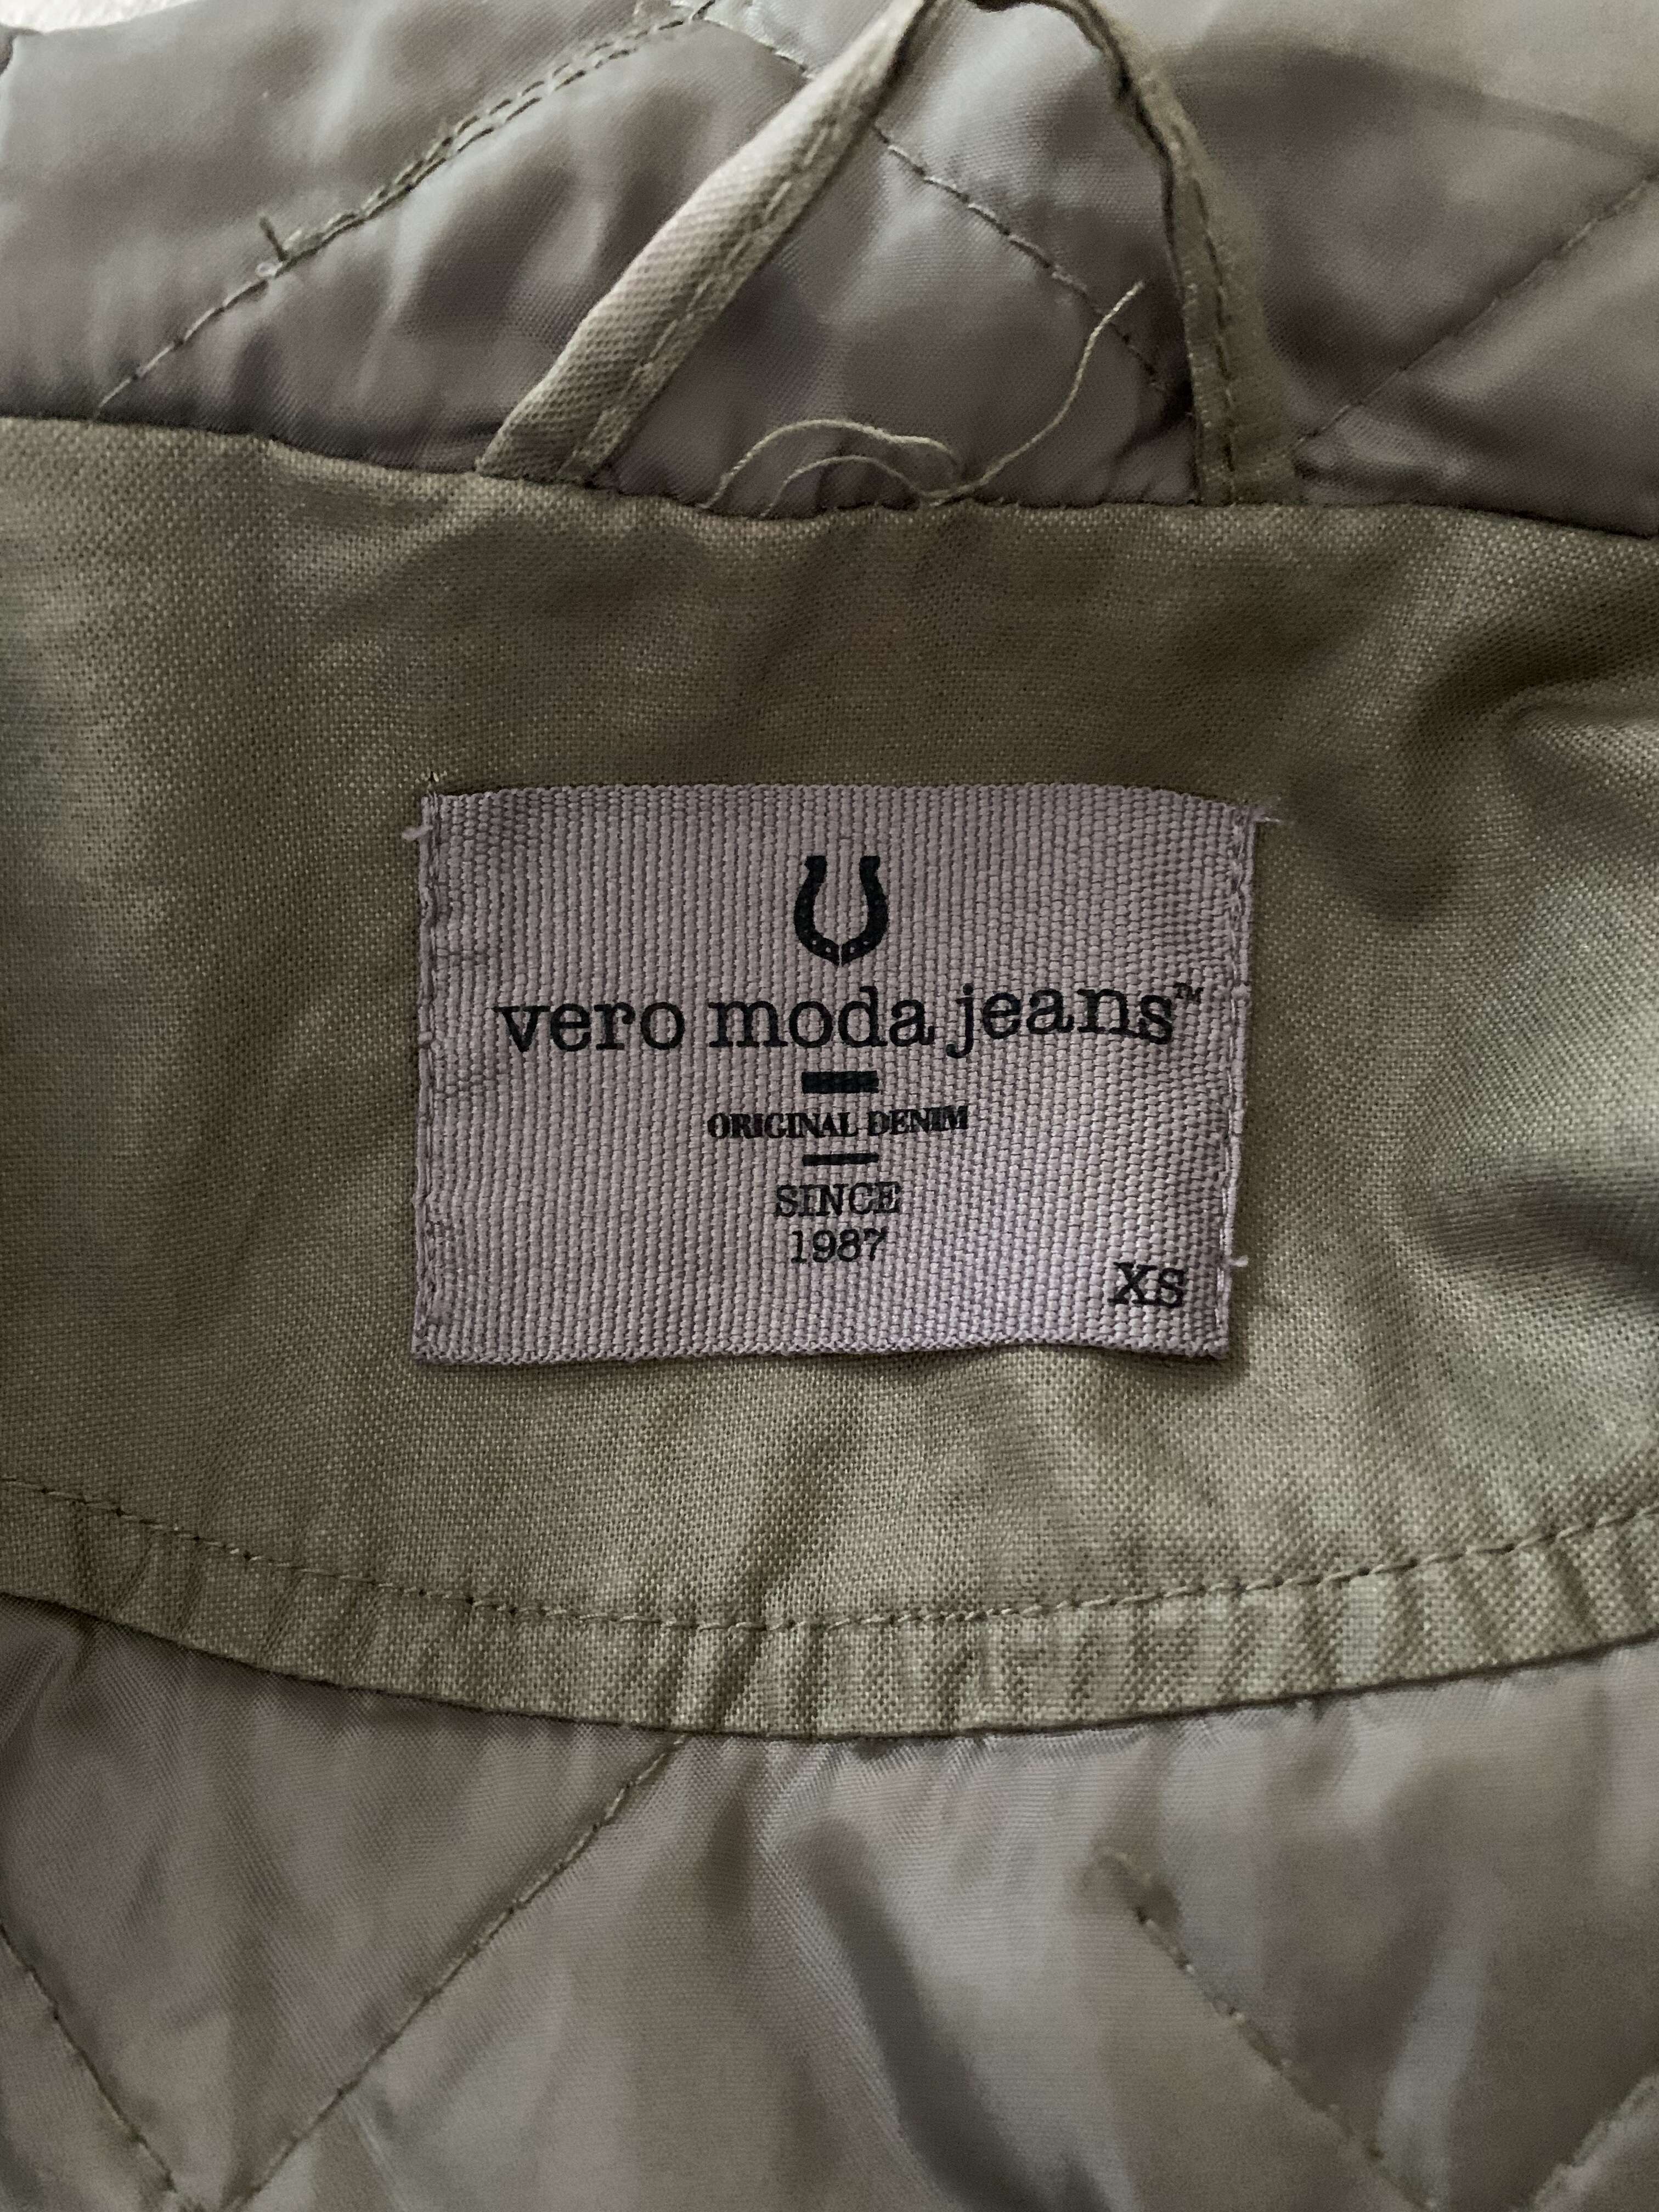 vero moda jeans™
ORIGINAL DENIM
SINCE
1987
XS